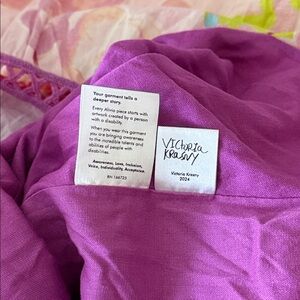 Your garment tells a
deeper story.
Every Alivia piece starts with
artwork created by a person
with a disability.
When you wear this garment
you are bringing awareness
to the incredible talents and
abilities of people with
disabilities.
Awareness, Love, Inclusion,
Voice, Individuality, Acceptance.
RN 166725
VIctoria
KRASNY
Victoria Krasny
2024